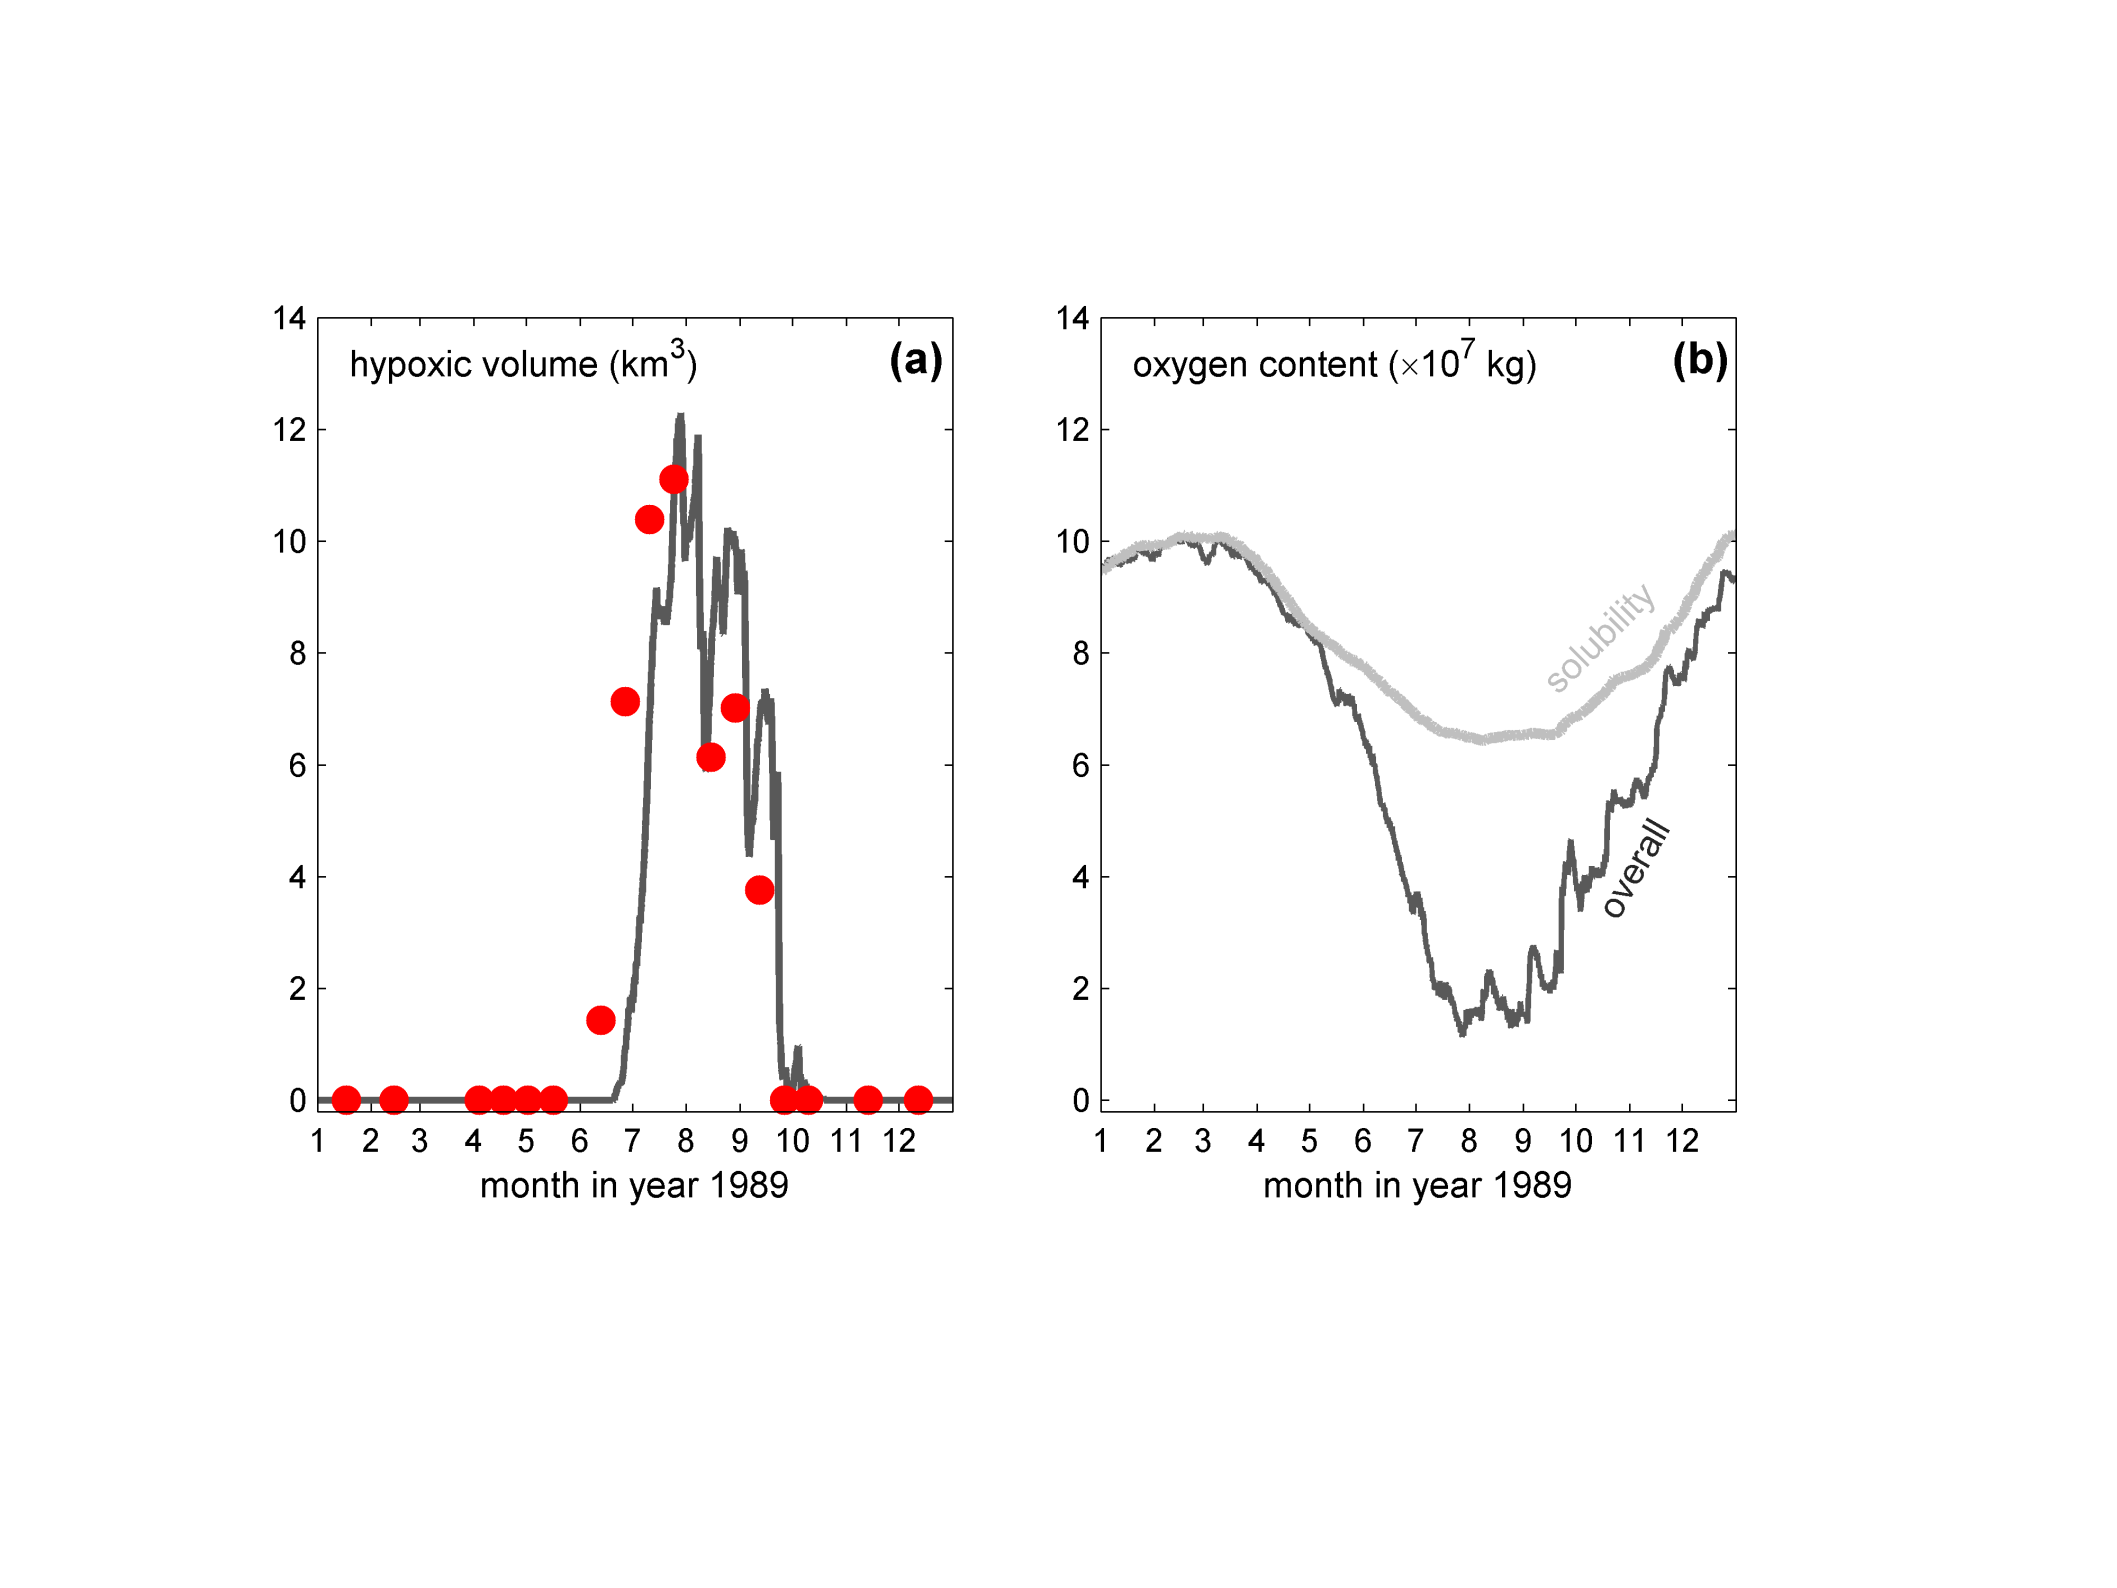 14
12
10
8
6
4
2
0
hypoxic volume (km³)
(a)
1 2 3 4 5 6 7 8 9 10 11 12
month in year 1989
14
12
10
8
6
4
2
0
oxygen content (×10⁷ kg)
(b)
solubility
overall
1 2 3 4 5 6 7 8 9 10 11 12
month in year 1989